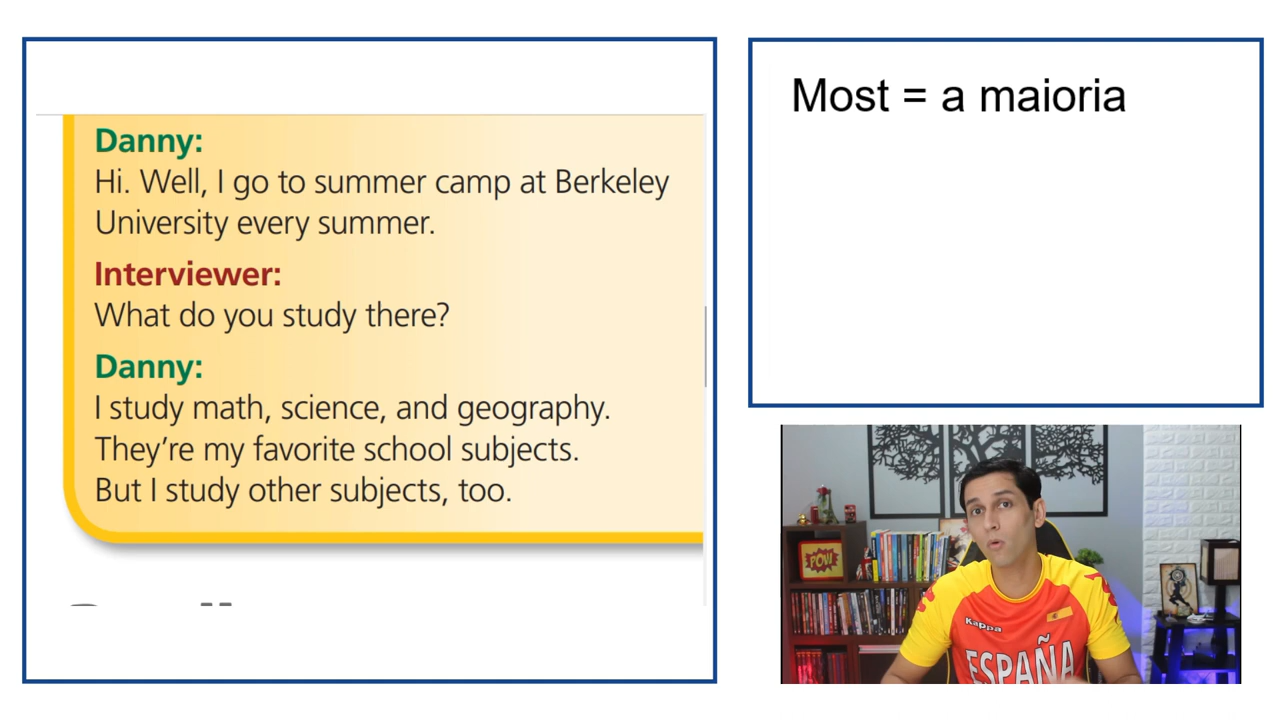 Danny:
Hi. Well, I go to summer camp at Berkeley
University every summer.
Interviewer:
What do you study there?
Danny:
I study math, science, and geography.
They're my favorite school subjects.
But I study other subjects, too.
Most = a maioria
POW
Kappa
ESPAÑA